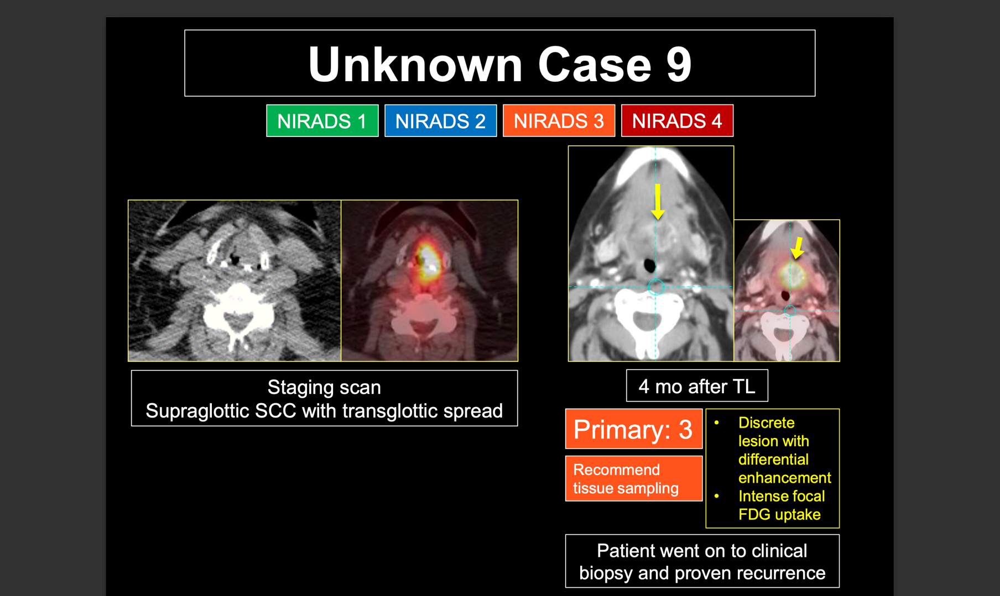 Unknown Case 9
NIRADS 1
NIRADS 2
NIRADS 3
NIRADS 4
Staging scan
Supraglottic SCC with transglottic spread
4 mo after TL
Primary: 3
Recommend
tissue sampling
• Discrete
lesion with
differential
enhancement
• Intense focal
FDG uptake
Patient went on to clinical
biopsy and proven recurrence